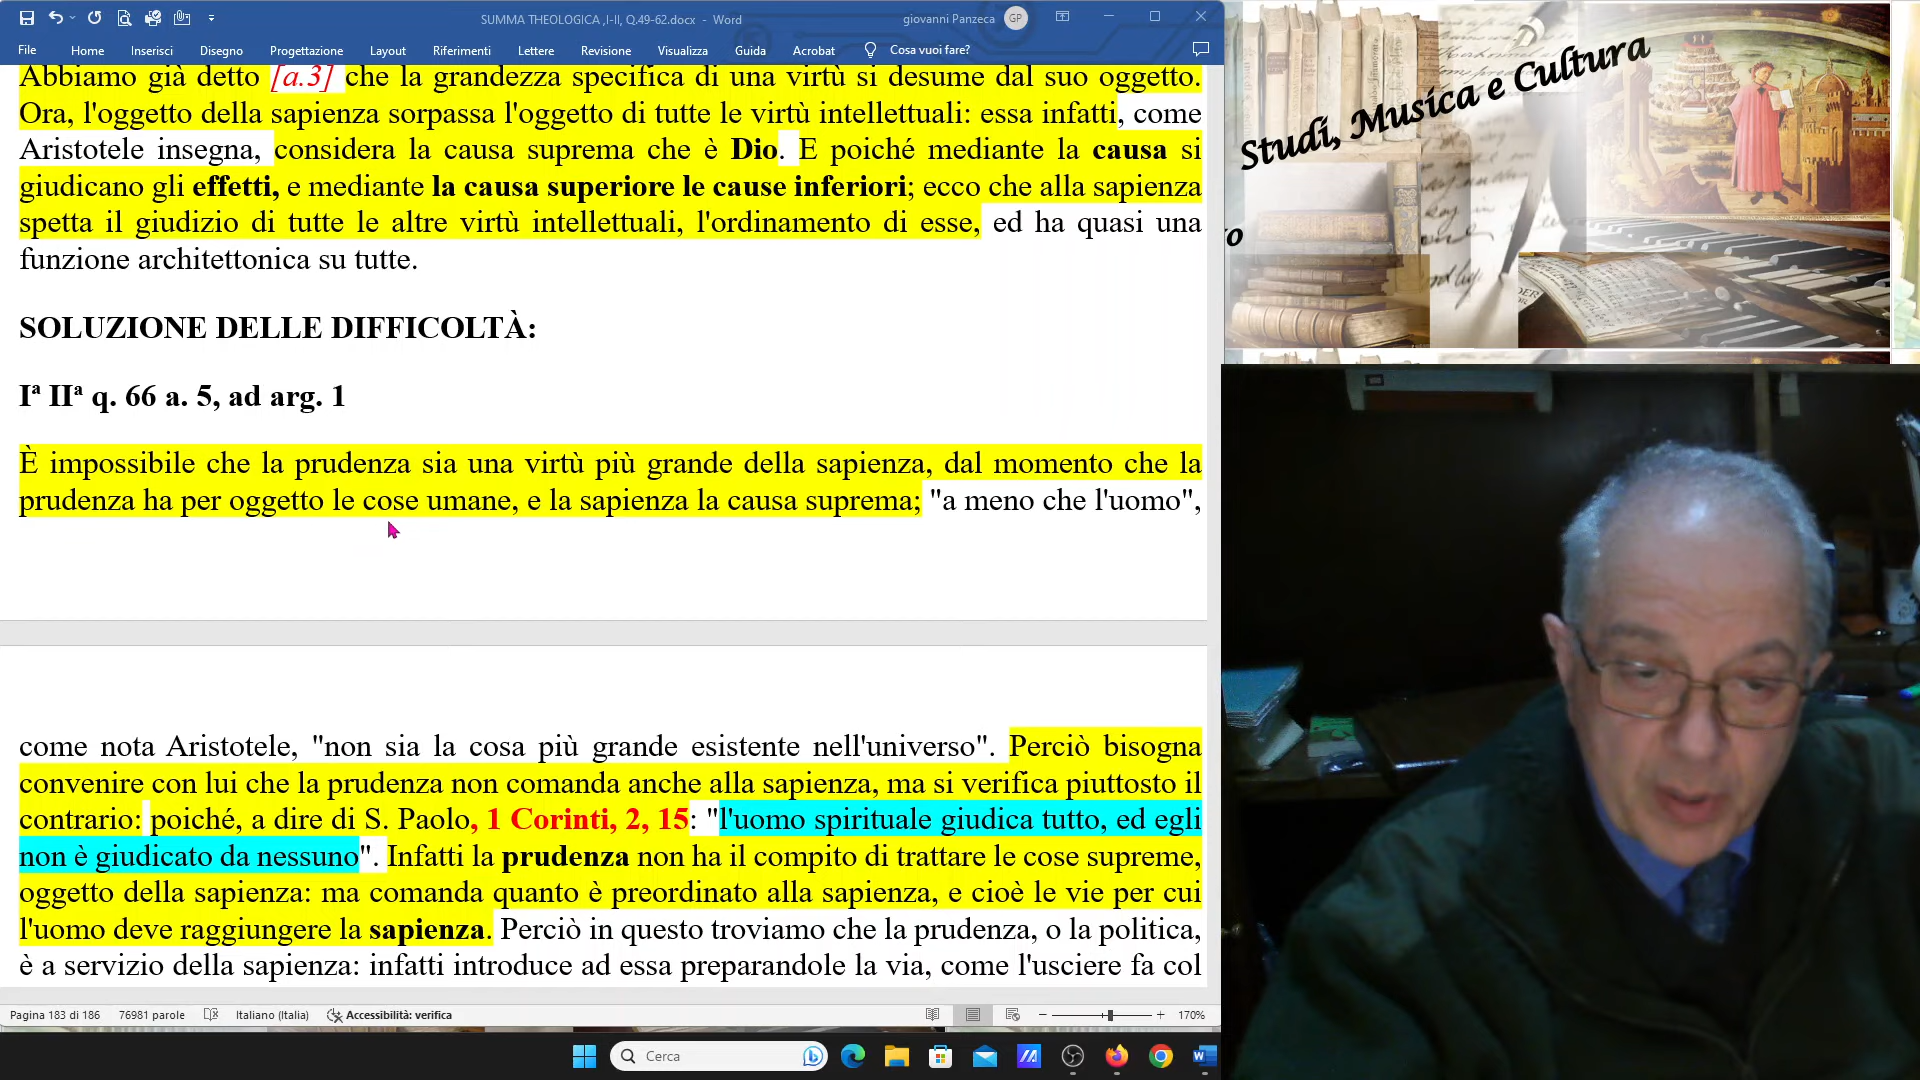 SUMMA THEOLOGICA ,I-II, Q.49-62.docx - Word
giovanni Panzeca GP
File Home Inserisci Disegno Progettazione Layout Riferimenti Lettere Revisione Visualizza Guida Acrobat Cosa vuoi fare?
Abbiamo già detto [a.3] che la grandezza specifica di una virtù si desume dal suo oggetto.
Ora, l'oggetto della sapienza sorpassa l'oggetto di tutte le virtù intellettuali: essa infatti, come
Aristotele insegna, considera la causa suprema che è Dio. E poiché mediante la causa si
giudicano gli effetti, e mediante la causa superiore le cause inferiori; ecco che alla sapienza
spetta il giudizio di tutte le altre virtù intellettuali, l'ordinamento di esse, ed ha quasi una
funzione architettonica su tutte.
SOLUZIONE DELLE DIFFICOLTÀ:
Iª IIª q. 66 a. 5, ad arg. 1
È impossibile che la prudenza sia una virtù più grande della sapienza, dal momento che la
prudenza ha per oggetto le cose umane, e la sapienza la causa suprema; "a meno che l'uomo",
come nota Aristotele, "non sia la cosa più grande esistente nell'universo". Perciò bisogna
convenire con lui che la prudenza non comanda anche alla sapienza, ma si verifica piuttosto il
contrario: poiché, a dire di S. Paolo, 1 Corinti, 2, 15: "l'uomo spirituale giudica tutto, ed egli
non è giudicato da nessuno". Infatti la prudenza non ha il compito di trattare le cose supreme,
oggetto della sapienza: ma comanda quanto è preordinato alla sapienza, e cioè le vie per cui
l'uomo deve raggiungere la sapienza. Perciò in questo troviamo che la prudenza, o la politica,
è a servizio della sapienza: infatti introduce ad essa preparandole la via, come l'usciere fa col
Pagina 183 di 186 76981 parole Italiano (Italia) Accessibilità: verifica 170%
Cerca
Studi, Musica e Cultura